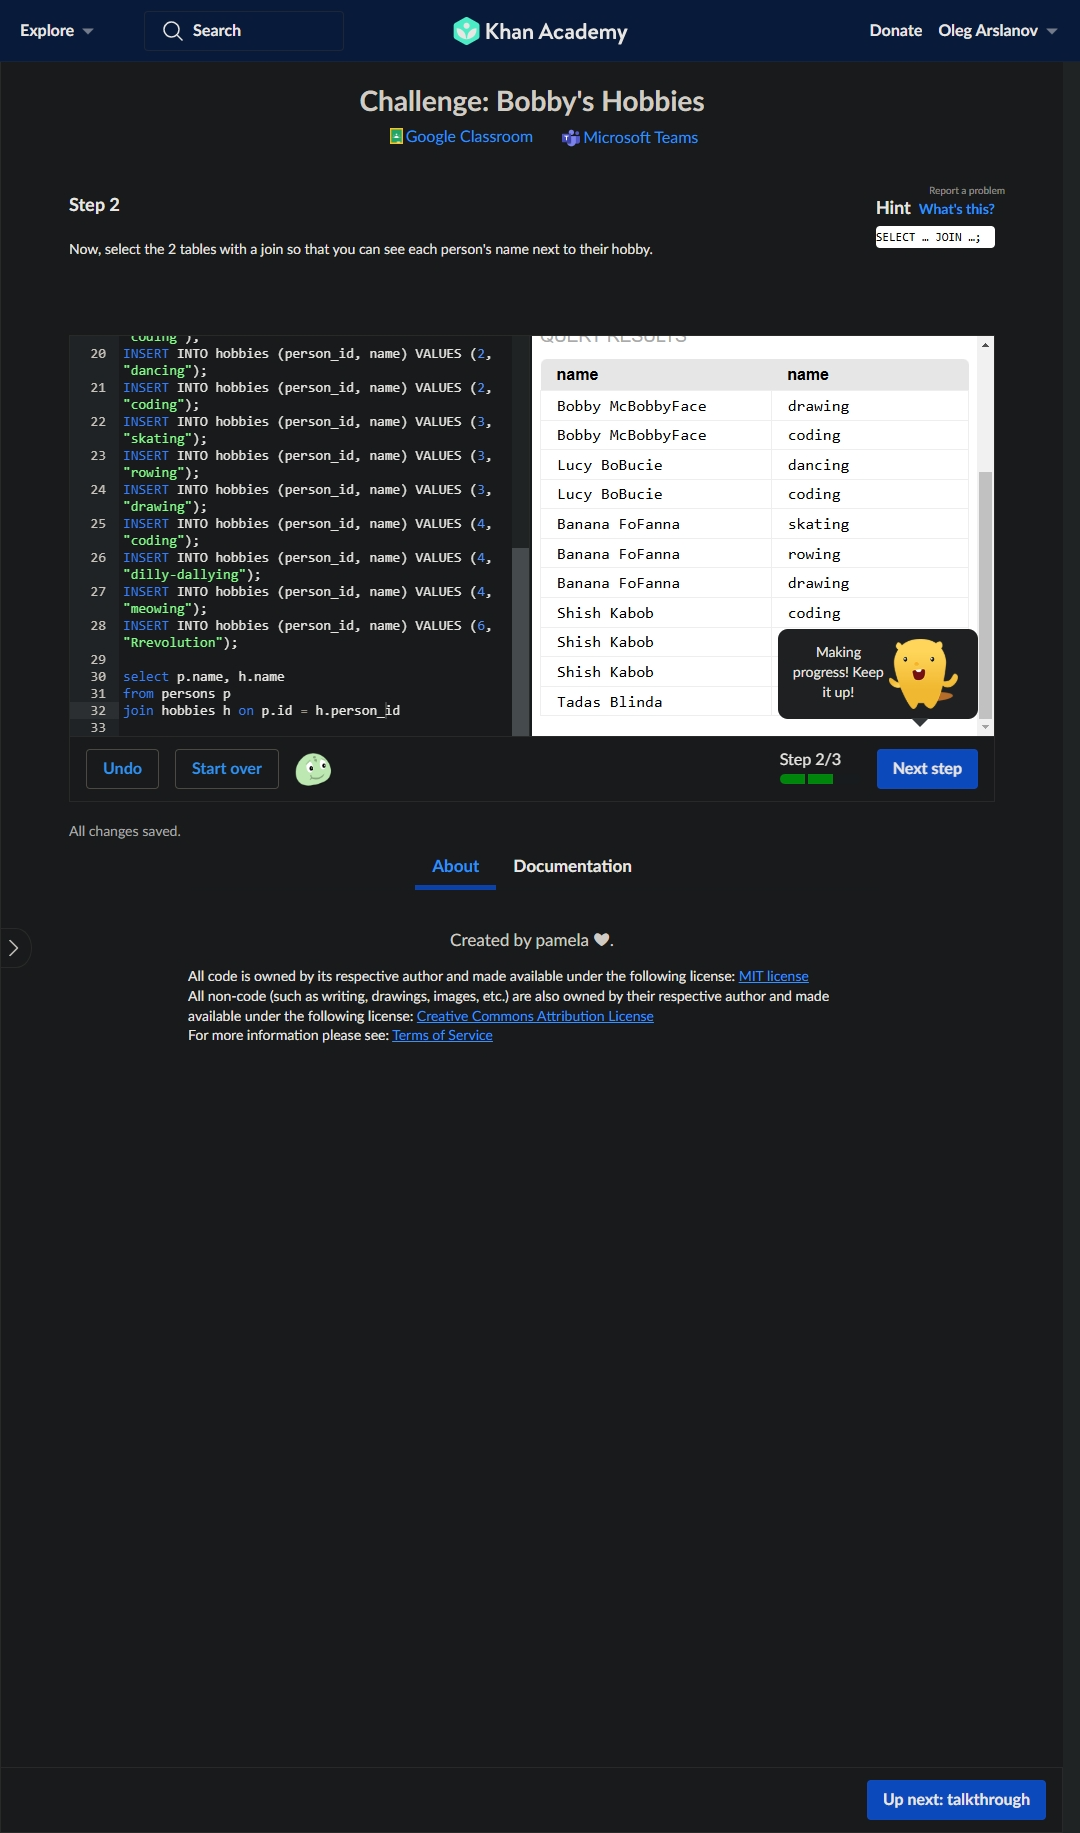 Explore
Search
Khan Academy
Donate
Oleg Arslanov
Challenge: Bobby's Hobbies
Google Classroom
Microsoft Teams
Report a problem
Step 2
Hint What's this?
SELECT … JOIN …;
Now, select the 2 tables with a join so that you can see each person's name next to their hobby.
"coding");
20 INSERT INTO hobbies (person_id, name) VALUES (2,
"dancing");
21 INSERT INTO hobbies (person_id, name) VALUES (2,
"coding");
22 INSERT INTO hobbies (person_id, name) VALUES (3,
"skating");
23 INSERT INTO hobbies (person_id, name) VALUES (3,
"rowing");
24 INSERT INTO hobbies (person_id, name) VALUES (3,
"drawing");
25 INSERT INTO hobbies (person_id, name) VALUES (4,
"coding");
26 INSERT INTO hobbies (person_id, name) VALUES (4,
"dilly-dallying");
27 INSERT INTO hobbies (person_id, name) VALUES (4,
"meowing");
28 INSERT INTO hobbies (person_id, name) VALUES (6,
"Rrevolution");
29
30 select p.name, h.name
31 from persons p
32 join hobbies h on p.id = h.person_id
33
QUERY RESULTS
name name
Bobby McBobbyFace drawing
Bobby McBobbyFace coding
Lucy BoBucie dancing
Lucy BoBucie coding
Banana FoFanna skating
Banana FoFanna rowing
Banana FoFanna drawing
Shish Kabob coding
Shish Kabob
Shish Kabob
Tadas Blinda
Making
progress! Keep
it up!
Undo
Start over
Step 2/3
Next step
All changes saved.
About
Documentation
Created by pamela 🤍.
All code is owned by its respective author and made available under the following license: MIT license
All non-code (such as writing, drawings, images, etc.) are also owned by their respective author and made
available under the following license: Creative Commons Attribution License
For more information please see: Terms of Service
Up next: talkthrough